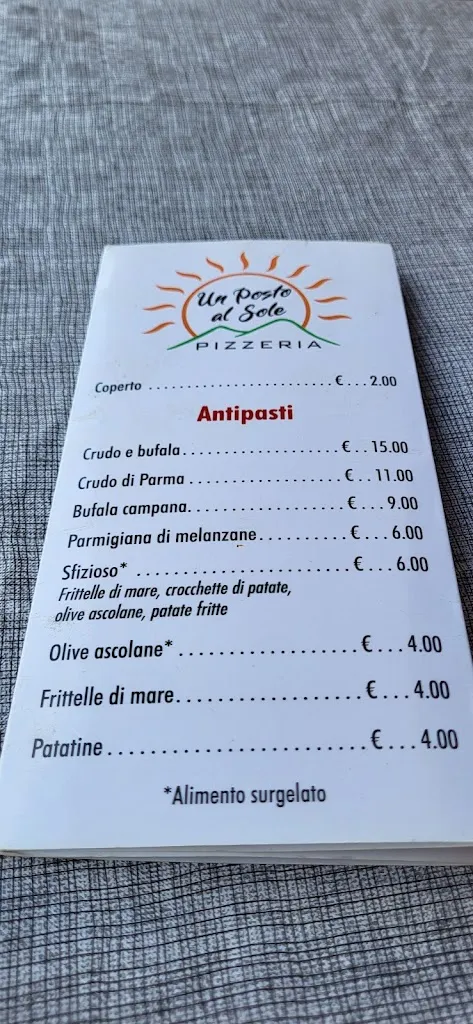 Un Posto
al Sole
PIZZERIA
Coperto ........................€...2.00
Antipasti
Crudo e bufala....................€...15.00
Crudo di Parma ....................€..11.00
Bufala campana....................€...9.00
Parmigiana di melanzane...........€...6.00
Sfizioso* ..........................€...6.00
Frittelle di mare, crocchette di patate,
olive ascolane, patate fritte
Olive ascolane* ..................€...4.00
Frittelle di mare..................€...4.00
Patatine ........................€...4.00
*Alimento surgelato